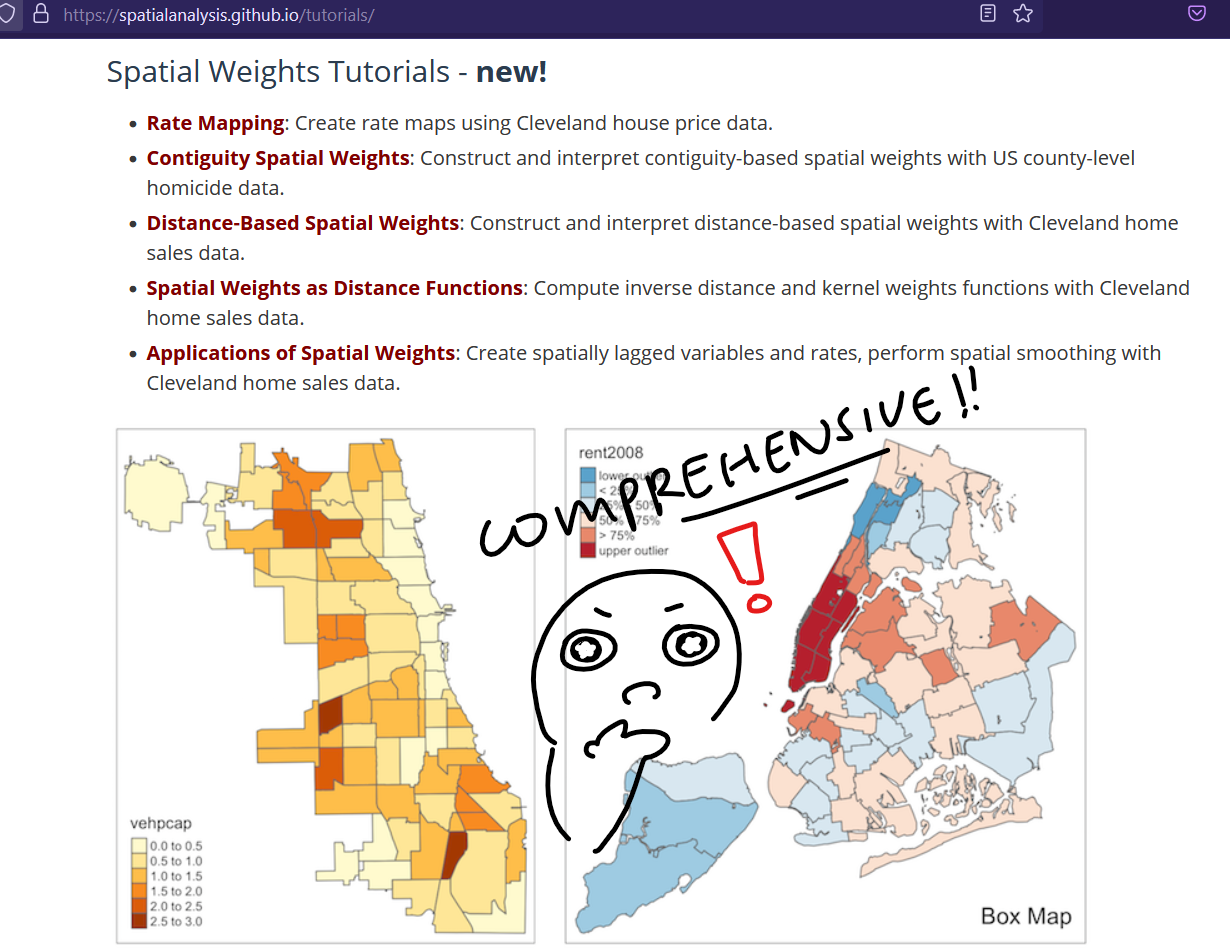 https://spatialanalysis.github.io/tutorials/
Spatial Weights Tutorials - new!
• Rate Mapping: Create rate maps using Cleveland house price data.
• Contiguity Spatial Weights: Construct and interpret contiguity-based spatial weights with US county-level
homicide data.
• Distance-Based Spatial Weights: Construct and interpret distance-based spatial weights with Cleveland home
sales data.
• Spatial Weights as Distance Functions: Compute inverse distance and kernel weights functions with Cleveland
home sales data.
• Applications of Spatial Weights: Create spatially lagged variables and rates, perform spatial smoothing with
Cleveland home sales data.
COMPREHENSIVE!!
!
vehpcap
0.0 to 0.5
0.5 to 1.0
1.0 to 1.5
1.5 to 2.0
2.0 to 2.5
2.5 to 3.0
rent2008
lower
< 25%
50%
50% 75%
> 75%
upper outlier
Box Map